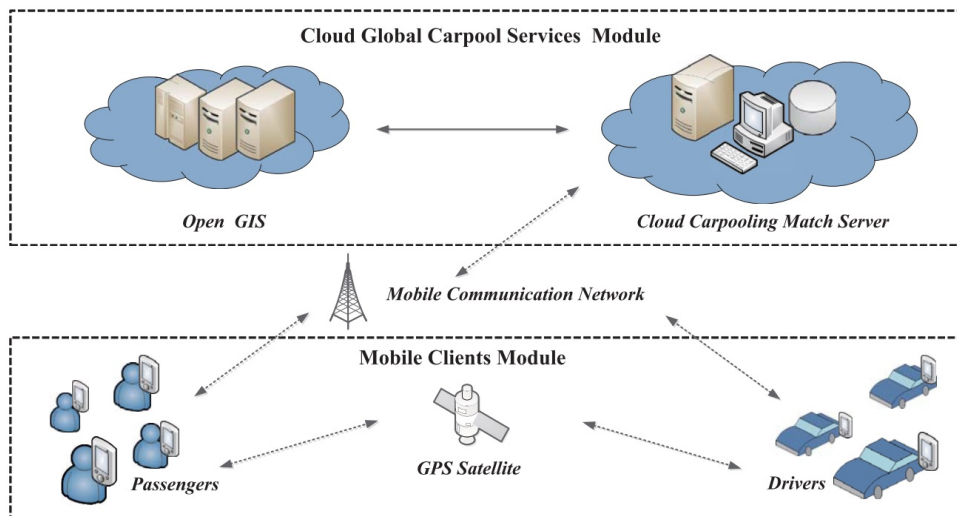 Cloud Global Carpool Services Module
Open GIS
Cloud Carpooling Match Server
Mobile Communication Network
Mobile Clients Module
Passengers
GPS Satellite
Drivers